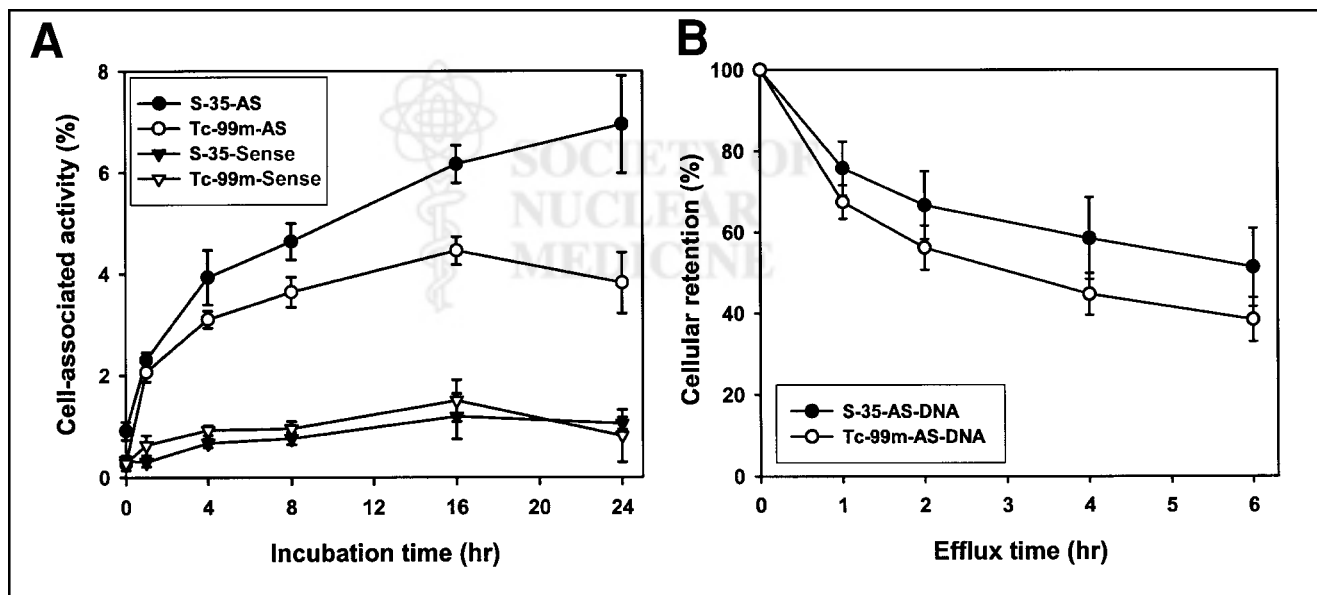 A
8
6
4
2
0
Cell-associated activity (%)
S-35-AS
Tc-99m-AS
S-35-Sense
Tc-99m-Sense
0
4
8
12
16
20
24
Incubation time (hr)
SOCIETY OF
NUCLEAR
MEDICINE
B
100
80
60
40
20
0
Cellular retention (%)
S-35-AS-DNA
Tc-99m-AS-DNA
0
1
2
3
4
5
6
Efflux time (hr)